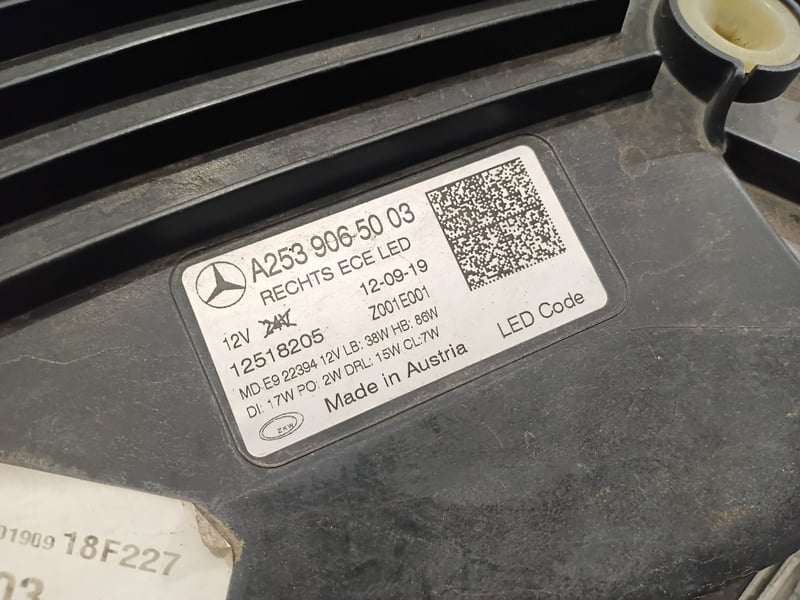 A253 906 50 03
RECHTS ECE LED
12V 24V 12-09-19
12518205 Z001E001
MD:E9 22394 12V LB: 38W HB: 86W
DI: 17W PO: 2W DRL: 15W CL:7W
Made in Austria LED Code
ZKW
01909 18F227
03